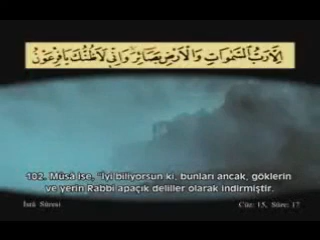 اِلَّا رَبُّ السَّمٰوَاتِ وَالْاَرْضِ بَصَٓائِرَ وَاِنّٖي لَاَظُنُّكَ يَا فِرْعَوْنُ
102. Mûsâ ise, "İyi biliyorsun ki, bunları ancak, göklerin
ve yerin Rabbi apaçık deliller olarak indirmiştir.
İsrâ Sûresi Cüz: 15, Sûre: 17